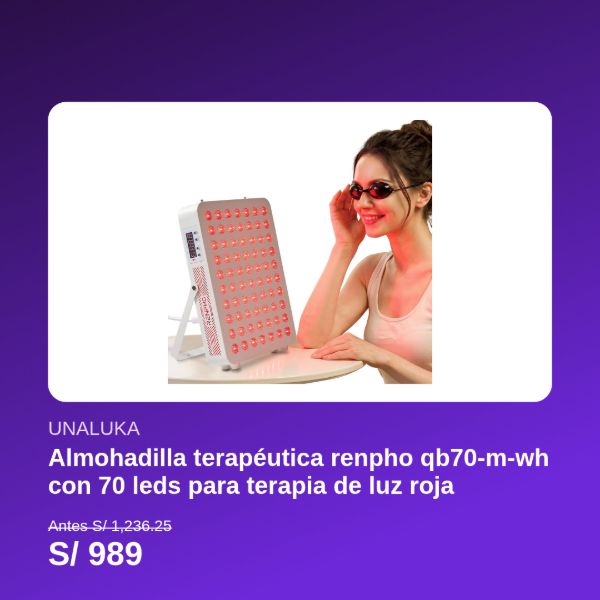 UNALUKA
Almohadilla terapéutica renpho qb70-m-wh
con 70 leds para terapia de luz roja
Antes S/ 1,236.25
S/ 989